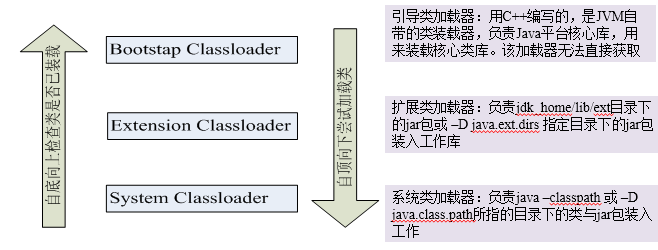 自底向上检查类是否已装载
Bootstap Classloader
Extension Classloader
System Classloader
自顶向下尝试加载类
引导类加载器：用C++编写的，是JVM自
带的类装载器，负责Java平台核心库，用
来装载核心类库。该加载器无法直接获取
扩展类加载器：负责jdk_home/lib/ext目录下
的jar包或 –D java.ext.dirs 指定目录下的jar包
装入工作库
系统类加载器：负责java –classpath 或 –D
java.class.path所指的目录下的类与jar包装入
工作